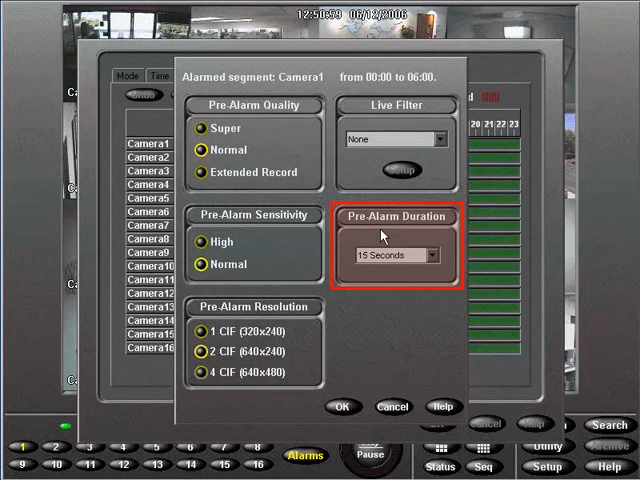 12:50:59 06/12/2006
Alarmed segment: Camera1 from 00:00 to 06:00.
Mode Time
Undo
Pre-Alarm Quality
Super
Normal
Extended Record
Live Filter
None
Setup
20 21 22 23
Camera1
Camera2
Camera3
Camera4
Camera5
Camera6
Camera7
Camera8
Camera9
Camera10
Camera11
Camera12
Camera13
Camera14
Camera15
Camera16
Pre-Alarm Sensitivity
High
Normal
Pre-Alarm Duration
15 Seconds
Pre-Alarm Resolution
1 CIF (320x240)
2 CIF (640x240)
4 CIF (640x480)
OK Cancel Help
Cancel Help
Search
1 2 3 4 5 6 7 8
9 10 11 12 13 14 15 16
Alarms
Pause
Utility Archive
Status Seq Setup Help